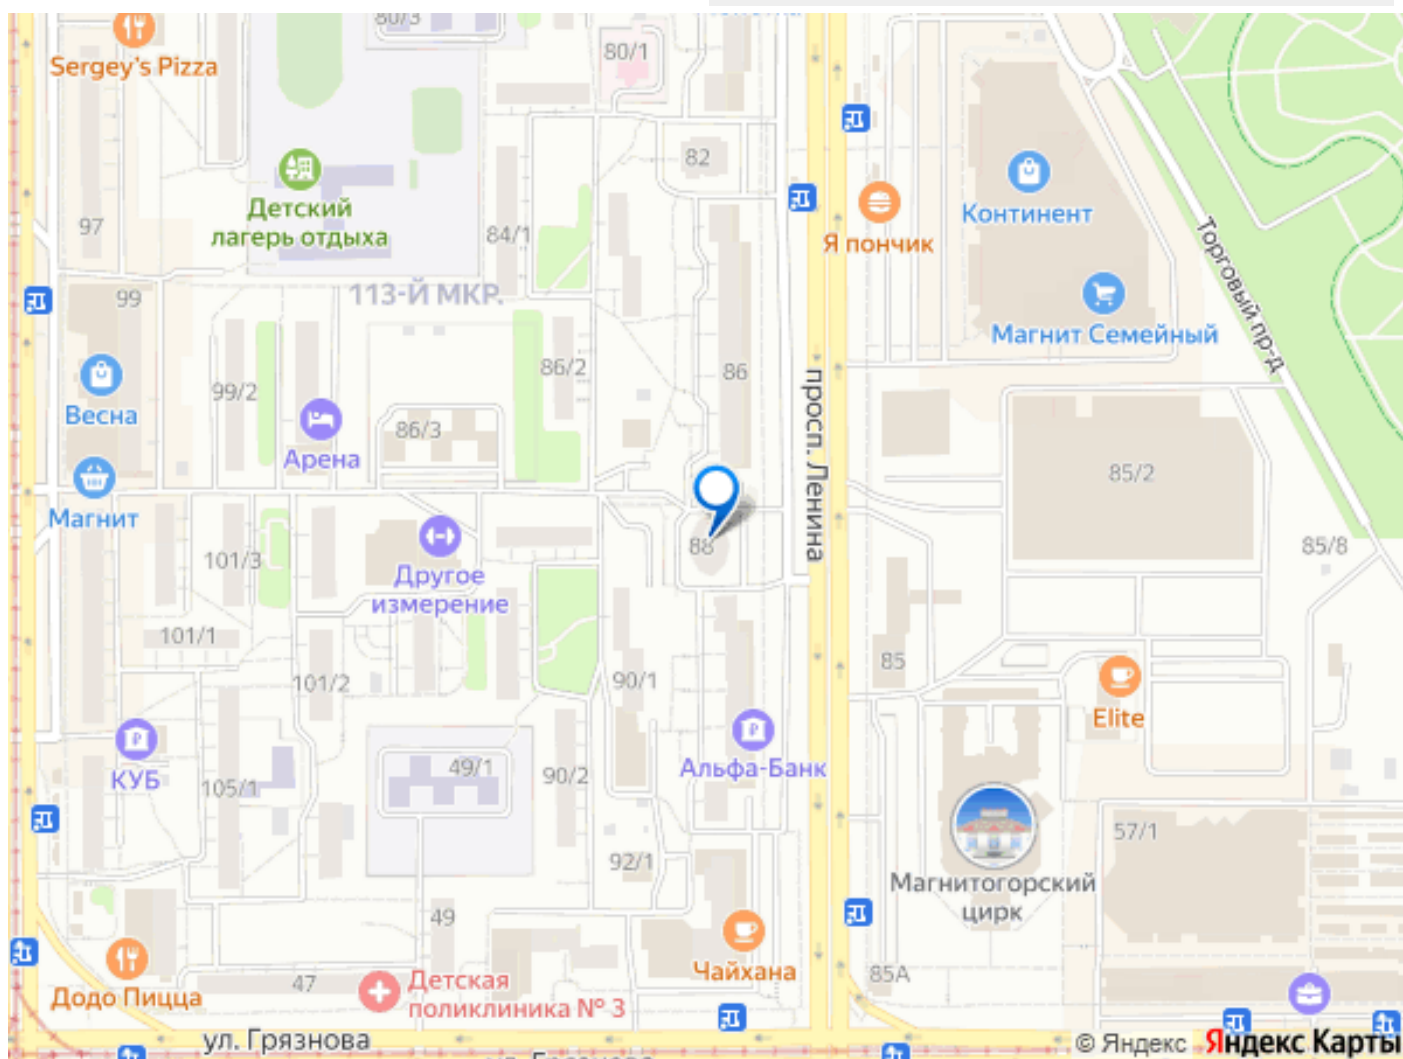 80/3
80/1
Sergey's Pizza
82
Детский
лагерь отдыха
97
84/1
Континент
Я пончик
Торговый пр-д
113-Й МКР.
99
Магнит Семейный
86/2
86
99/2
Весна
просп. Ленина
86/3
Арена
85/2
Магнит
88
85/8
101/3
Другое
измерение
101/1
85
101/2
90/1
Elite
Альфа-Банк
49/1
90/2
КУБ
105/1
57/1
92/1
Магнитогорский
цирк
49
Чайхана
85А
47
Детская
поликлиника № 3
Додо Пицца
ул. Грязнова
© Яндекс Яндекс Карты